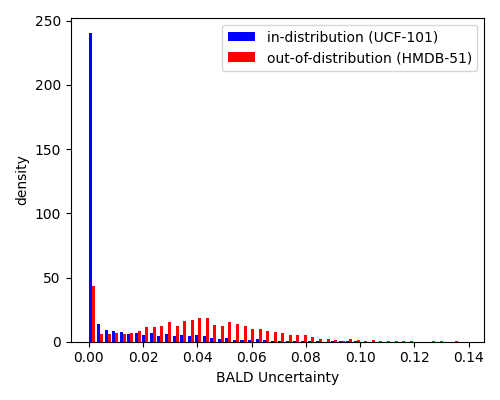 250
200
150
100
50
0
density
in-distribution (UCF-101)
out-of-distribution (HMDB-51)
0.00 0.02 0.04 0.06 0.08 0.10 0.12 0.14
BALD Uncertainty